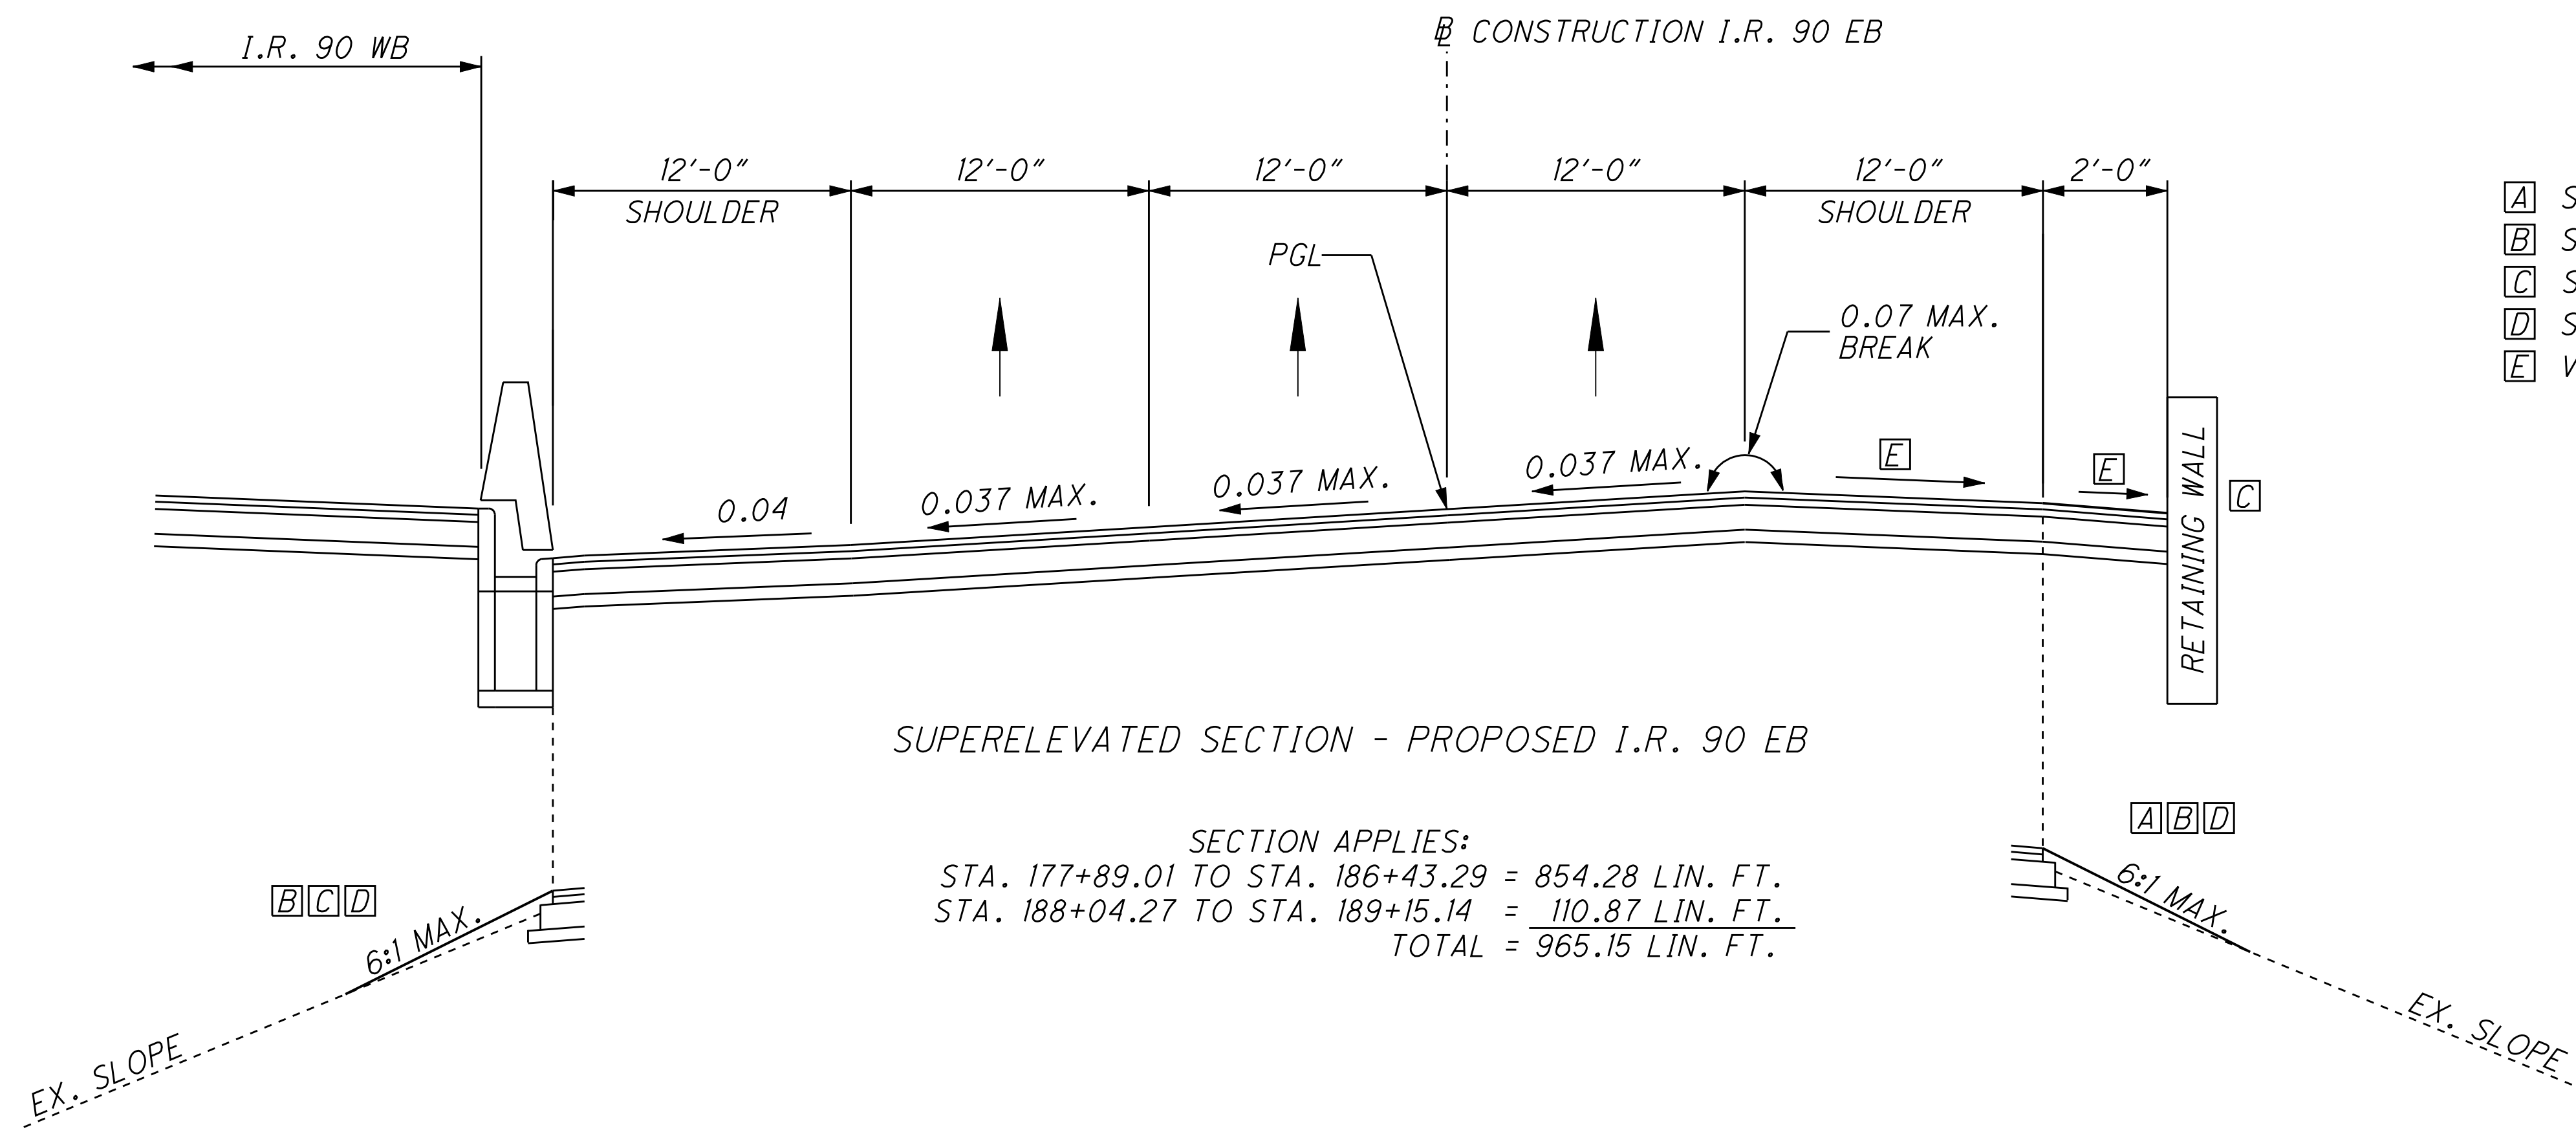 ℄ CONSTRUCTION I.R. 90 EB
I.R. 90 WB
12'-0" 12'-0" 12'-0" 12'-0" 12'-0" 2'-0"
SHOULDER SHOULDER
A S
B S
C S
D S
E V
PGL
0.07 MAX.
BREAK
0.04 0.037 MAX. 0.037 MAX. 0.037 MAX. E E
RETAINING WALL
C
SUPERELEVATED SECTION - PROPOSED I.R. 90 EB
SECTION APPLIES:
STA. 177+89.01 TO STA. 186+43.29 = 854.28 LIN. FT.
STA. 188+04.27 TO STA. 189+15.14 = 110.87 LIN. FT.
TOTAL = 965.15 LIN. FT.
B C D
6:1 MAX.
EX. SLOPE
A B D
6:1 MAX.
EX. SLOPE